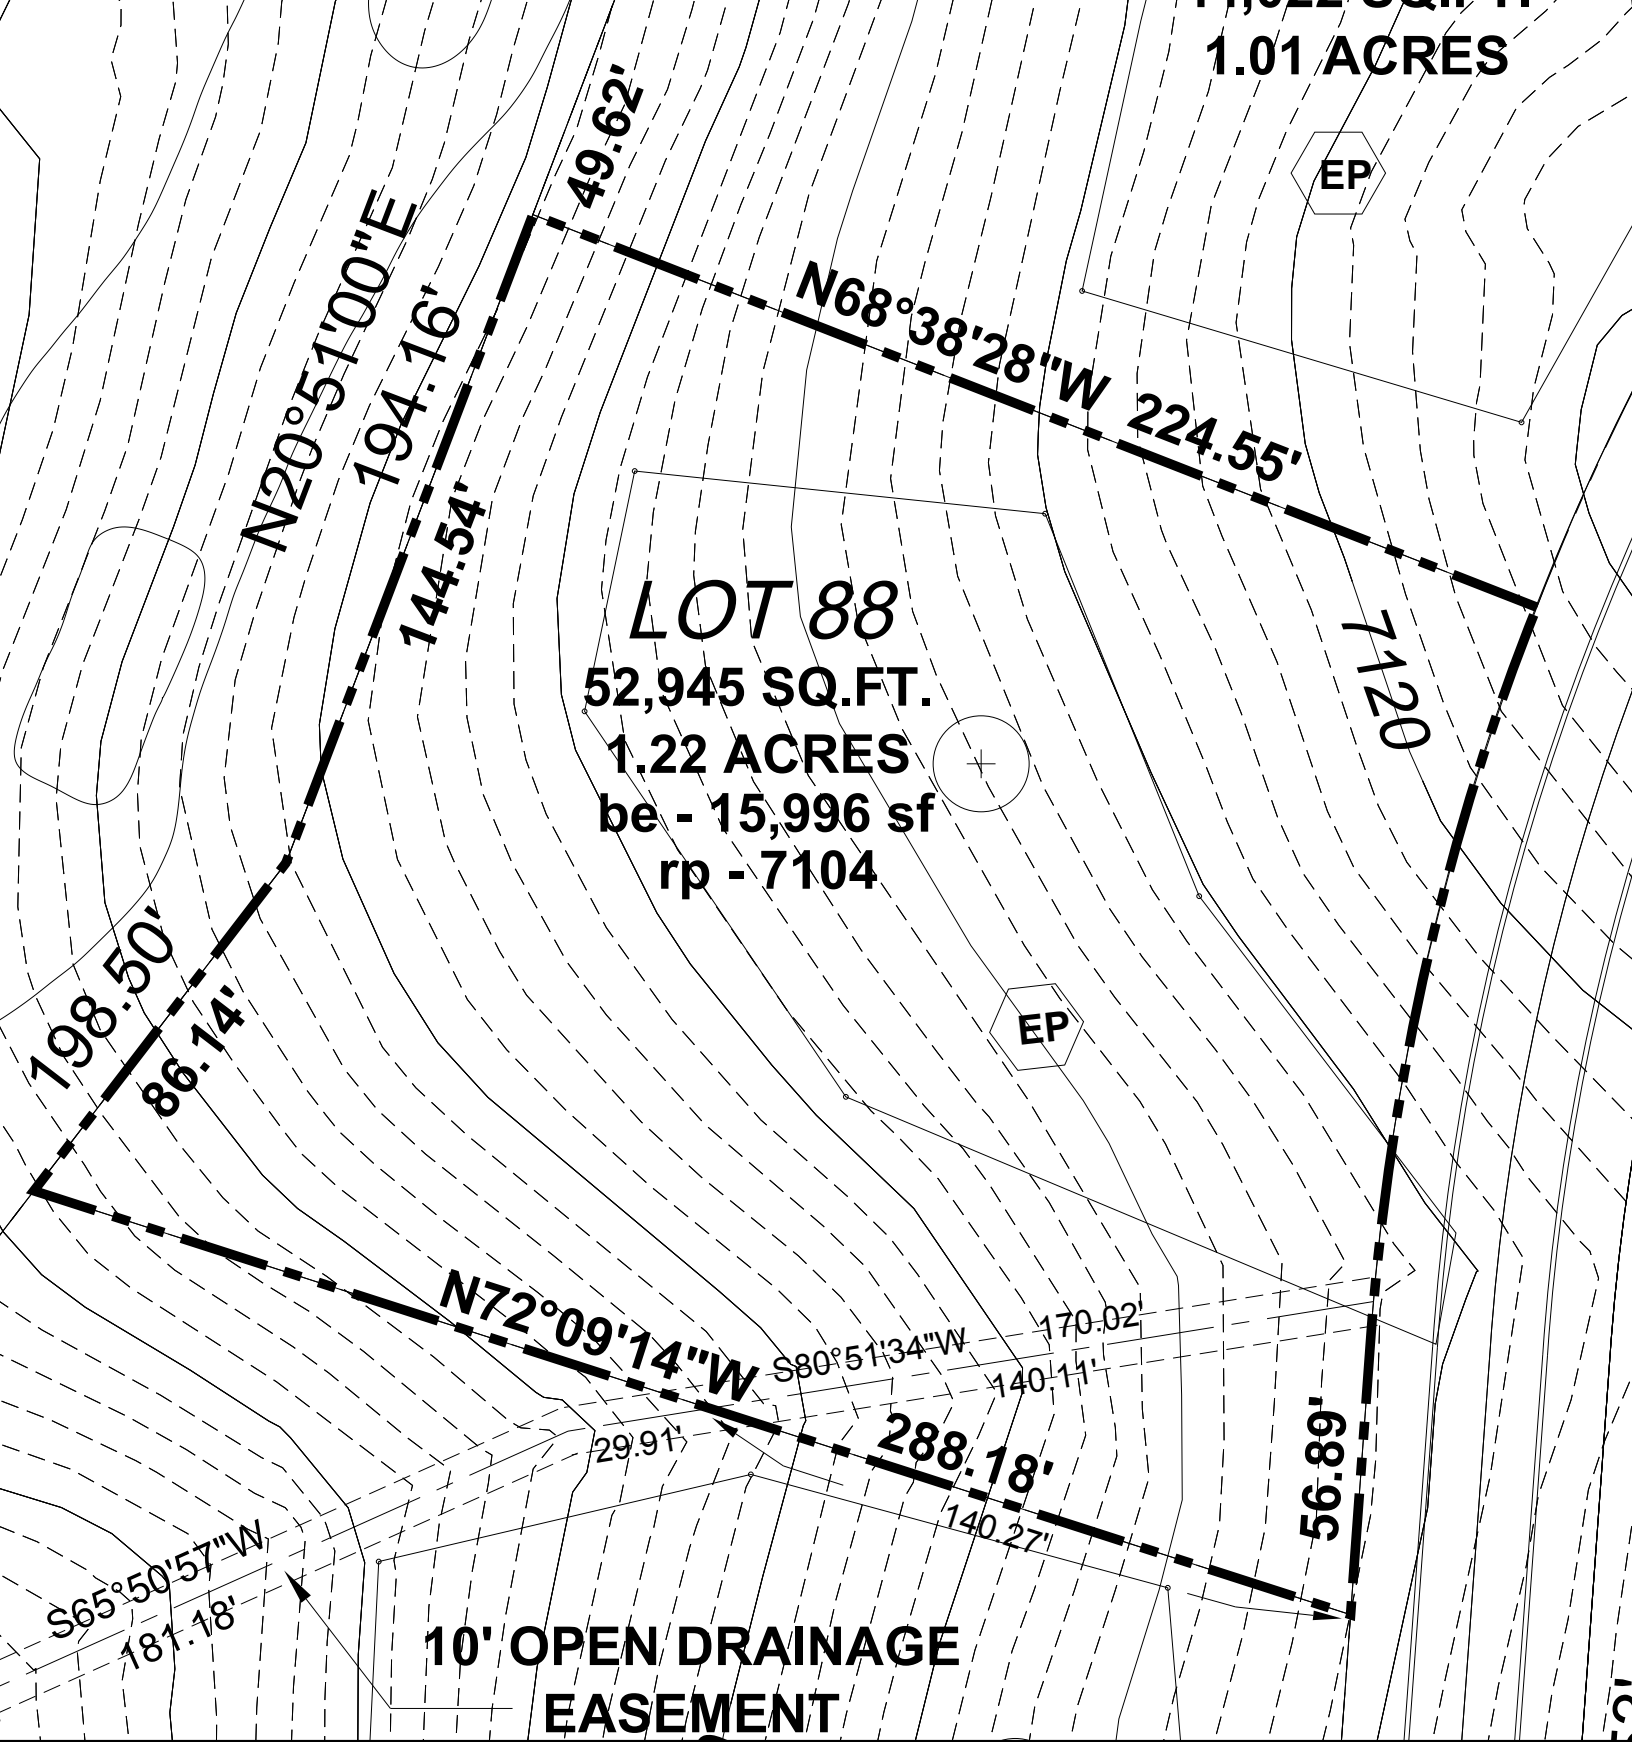 1.01 ACRES
EP
49.62'
N20°51'00"E
194.16'
144.54'
N68°38'28"W 224.55'
7120
LOT 88
52,945 SQ.FT.
1.22 ACRES
be - 15,996 sf
rp - 7104
198.50'
86.14'
EP
N72°09'14"W
288.18'
S80°51'34"W
170.02'
140.11'
29.91'
140.27'
56.89'
S65°50'57"W
181.18'
10' OPEN DRAINAGE
EASEMENT